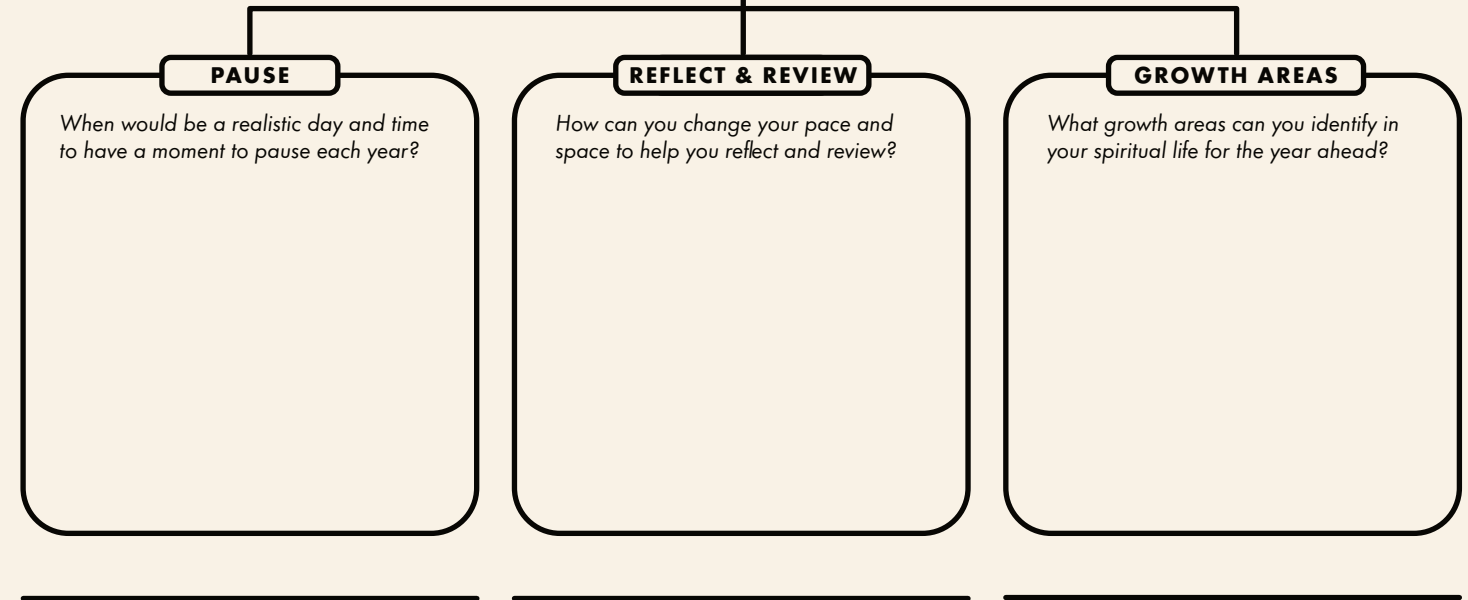 PAUSE
When would be a realistic day and time
to have a moment to pause each year?
REFLECT & REVIEW
How can you change your pace and
space to help you reflect and review?
GROWTH AREAS
What growth areas can you identify in
your spiritual life for the year ahead?